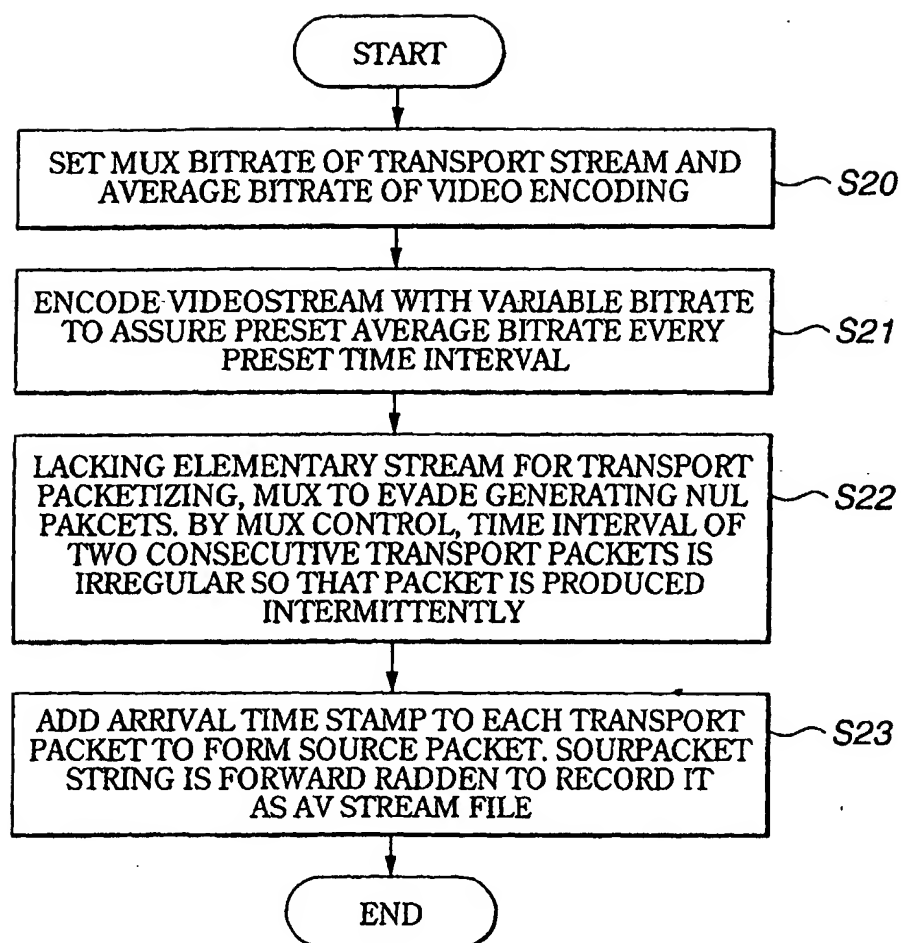 START
SET MUX BITRATE OF TRANSPORT STREAM AND
AVERAGE BITRATE OF VIDEO ENCODING
S20
ENCODE VIDEOSTREAM WITH VARIABLE BITRATE
TO ASSURE PRESET AVERAGE BITRATE EVERY
PRESET TIME INTERVAL
S21
LACKING ELEMENTARY STREAM FOR TRANSPORT
PACKETIZING, MUX TO EVADE GENERATING NUL
PAKCETS. BY MUX CONTROL, TIME INTERVAL OF
TWO CONSECUTIVE TRANSPORT PACKETS IS
IRREGULAR SO THAT PACKET IS PRODUCED
INTERMITTENTLY
S22
ADD ARRIVAL TIME STAMP TO EACH TRANSPORT
PACKET TO FORM SOURCE PACKET. SOURPACKET
STRING IS FORWARD RADDEN TO RECORD IT
AS AV STREAM FILE
S23
END